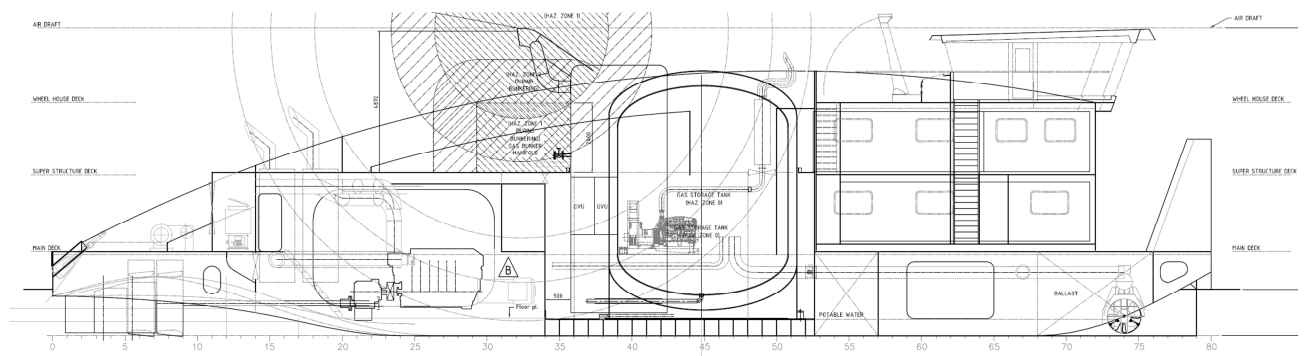 (HAZ. ZONE 1)
AIR DRAFT
AIR DRAFT
(HAZ. ZONE 2
DURING
BUNKERING)
4870
WHEEL HOUSE DECK
WHEEL HOUSE DECK
(HAZ. ZONE 1
DURING
BUNKERING)
GAS BUNKER
MANIFOLD
SUPER STRUCTURE DECK
SUPER STRUCTURE DECK
GAS STORAGE TANK
(HAZ. ZONE 0)
GVU
GVU
GAS STORAGE TANK
(HAZ. ZONE 0)
MAIN DECK
MAIN DECK
B
900
BALLAST
Floor pl.
POTABLE WATER
0 5 10 15 20 25 30 35 40 45 50 55 60 65 70 75 80